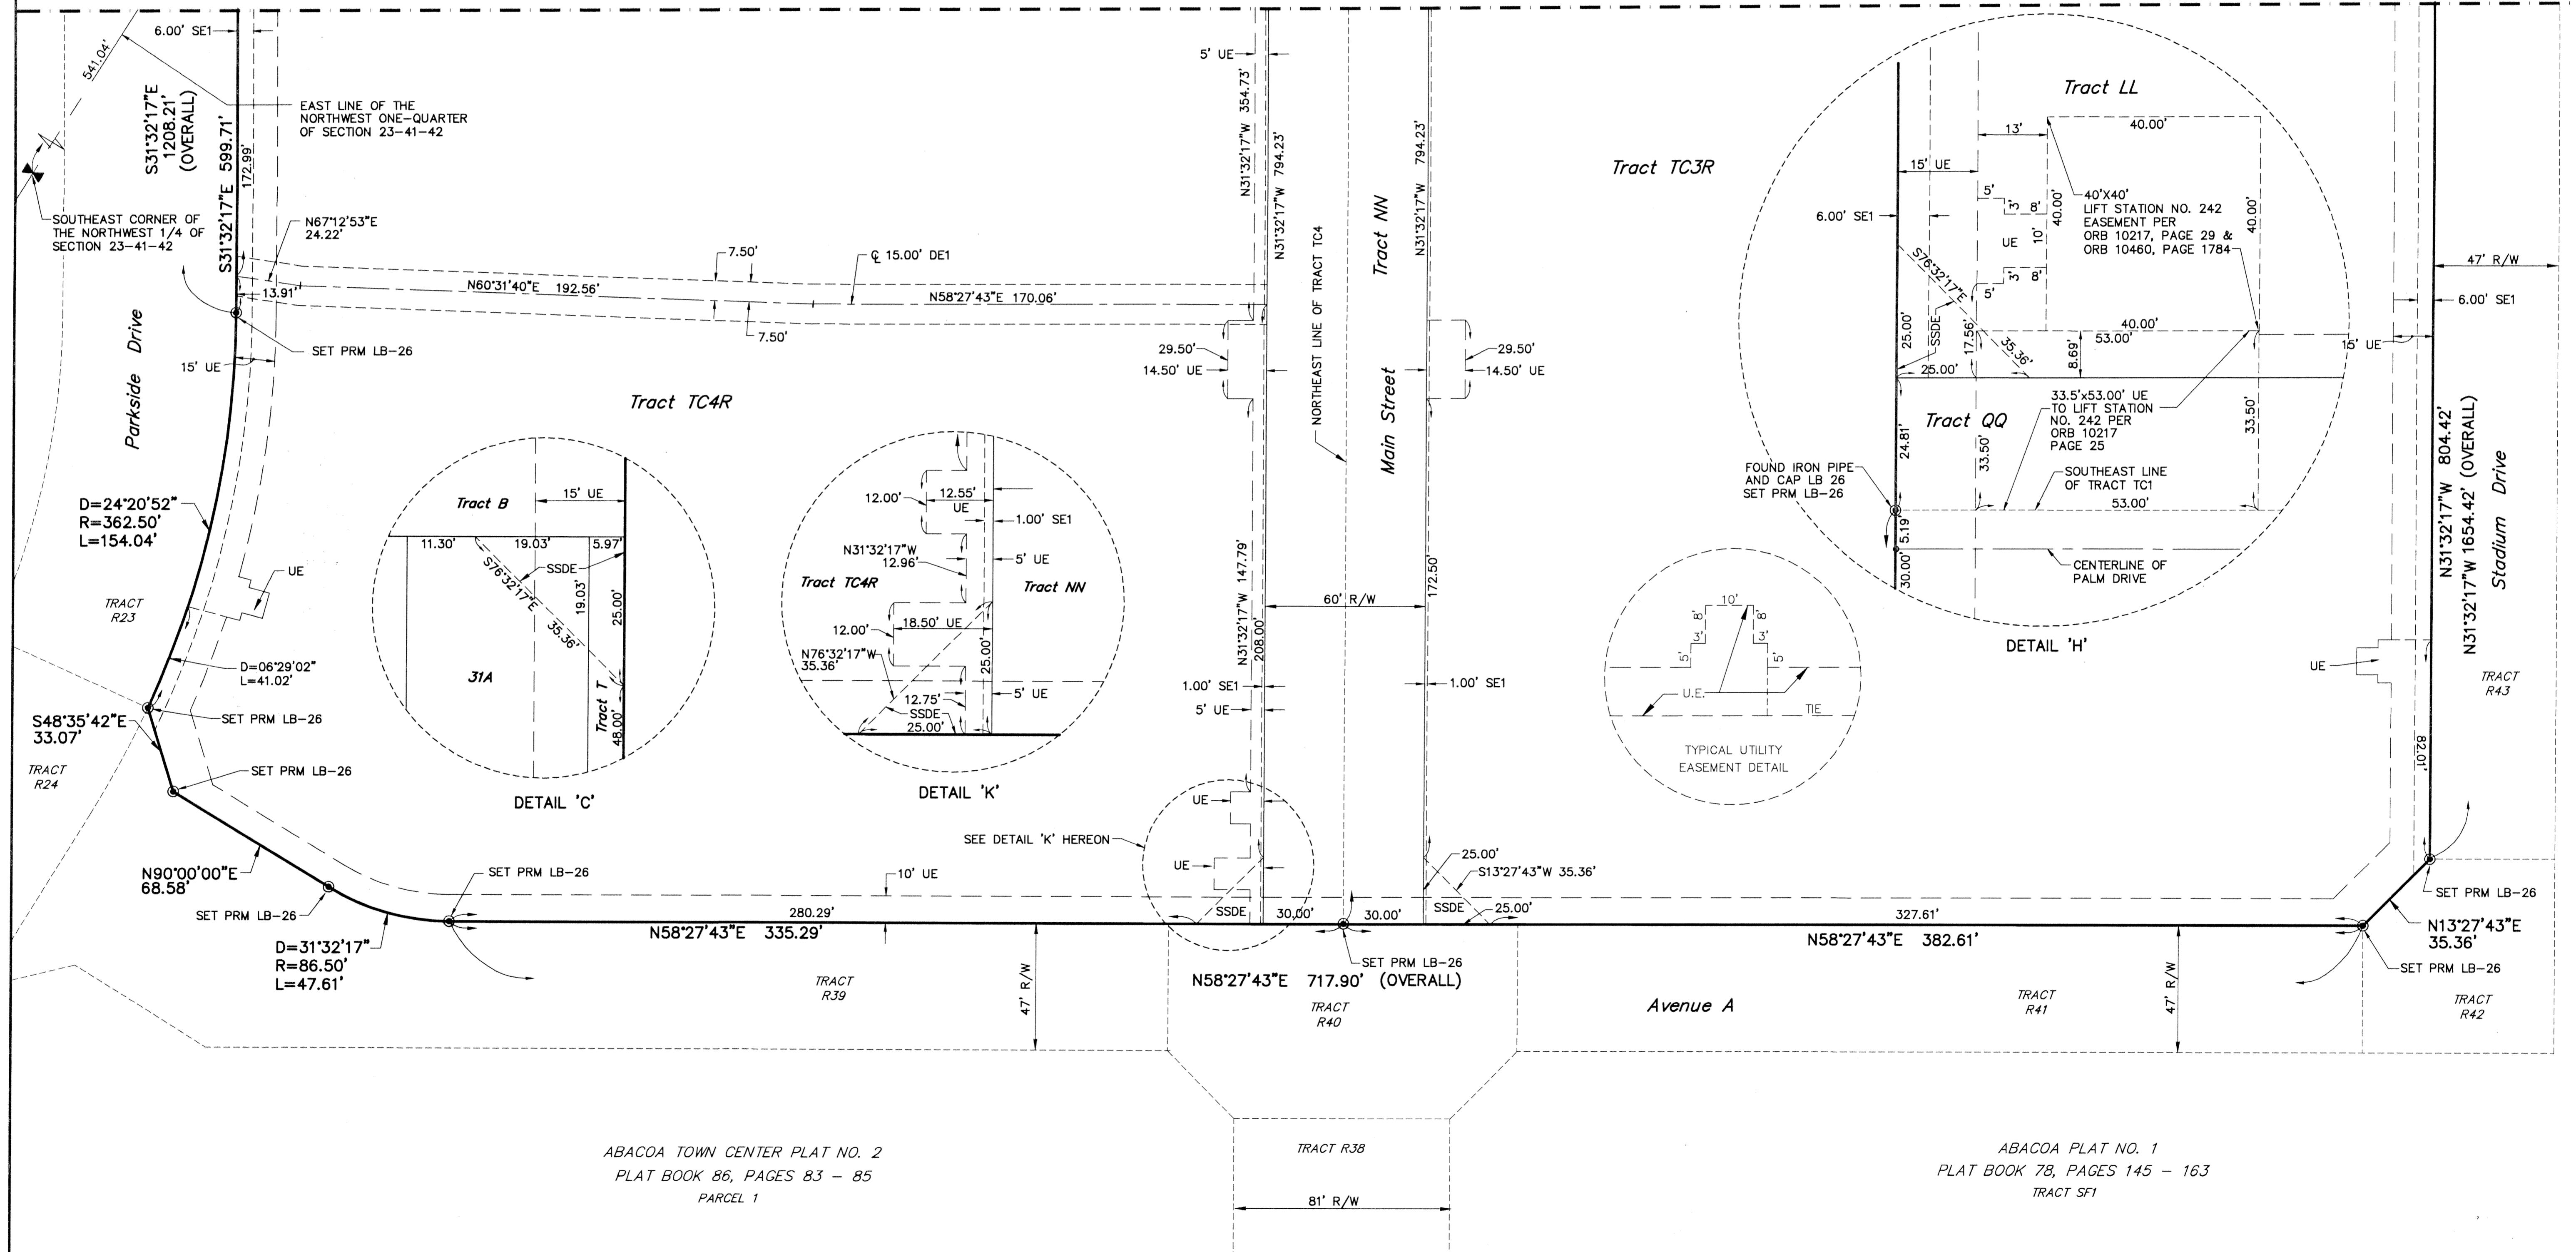 541.04'
6.00' SE1
S31°32'17"E
1208.21'
(OVERALL)
S31°32'17"E 599.71'
172.99'
EAST LINE OF THE
NORTHWEST ONE-QUARTER
OF SECTION 23-41-42
SOUTHEAST CORNER OF
THE NORTHWEST 1/4 OF
SECTION 23-41-42
N67°12'53"E
24.22'
13.91'
N60°31'40"E 192.56'
7.50'
7.50'
℄ 15.00' DE1
N58°27'43"E 170.06'
SET PRM LB-26
15' UE
Parkside Drive
Tract TC4R
D=24°20'52"
R=362.50'
L=154.04'
UE
TRACT
R23
D=06°29'02"
L=41.02'
SET PRM LB-26
S48°35'42"E
33.07'
TRACT
R24
SET PRM LB-26
N90°00'00"E
68.58'
SET PRM LB-26
SET PRM LB-26
D=31°32'17"
R=86.50'
L=47.61'
Tract B
15' UE
11.30'
19.03'
5.97'
SSDE
S76°32'17"E
35.36'
19.03'
25.00'
31A
Tract T
48.00'
DETAIL 'C'
12.00'
12.55'
UE
1.00' SE1
N31°32'17"W
12.96'
5' UE
Tract TC4R
Tract NN
18.50' UE
12.00'
N76°32'17"W
35.36'
25.00'
12.75'
5' UE
SSDE
25.00'
DETAIL 'K'
5' UE
N31°32'17"W 354.73'
N31°32'17"W 794.23'
NORTHEAST LINE OF TRACT TC4
Tract NN
Main Street
N31°32'17"W 794.23'
29.50'
14.50' UE
29.50'
14.50' UE
N31°32'17"W 147.79'
208.00'
60' R/W
172.50'
1.00' SE1
5' UE
1.00' SE1
UE
SEE DETAIL 'K' HEREON
UE
SSDE
30.00'
30.00'
SSDE
25.00'
25.00'
S13°27'43"W 35.36'
10' UE
280.29'
N58°27'43"E 335.29'
SET PRM LB-26
N58°27'43"E 717.90' (OVERALL)
47' R/W
TRACT
R39
TRACT
R40
Tract TC3R
Tract LL
13'
40.00'
15' UE
5'
3'
8'
6.00' SE1
40.00'
40.00'
40'X40'
LIFT STATION NO. 242
EASEMENT PER
ORB 10217, PAGE 29 &
ORB 10460, PAGE 1784
UE
10'
3'
8'
5'
S76°32'17"E
35.36'
25.00'
SSDE
17.56'
40.00'
53.00'
8.69'
25.00'
Tract QQ
33.5'x53.00' UE
TO LIFT STATION
NO. 242 PER
ORB 10217
PAGE 25
24.81'
33.50'
33.50'
FOUND IRON PIPE
AND CAP LB 26
SET PRM LB-26
SOUTHEAST LINE
OF TRACT TC1
53.00'
5.19'
30.00'
CENTERLINE OF
PALM DRIVE
DETAIL 'H'
10'
8'
8'
3'
3'
5'
5'
U.E.
TIE
TYPICAL UTILITY
EASEMENT DETAIL
47' R/W
6.00' SE1
15' UE
N31°32'17"W 804.42'
N31°32'17"W 1654.42' (OVERALL)
Stadium Drive
UE
TRACT
R43
82.01'
SET PRM LB-26
N13°27'43"E
35.36'
327.61'
N58°27'43"E 382.61'
SET PRM LB-26
47' R/W
Avenue A
TRACT
R41
TRACT
R42
ABACOA TOWN CENTER PLAT NO. 2
PLAT BOOK 86, PAGES 83 - 85
PARCEL 1
TRACT R38
81' R/W
ABACOA PLAT NO. 1
PLAT BOOK 78, PAGES 145 - 163
TRACT SF1